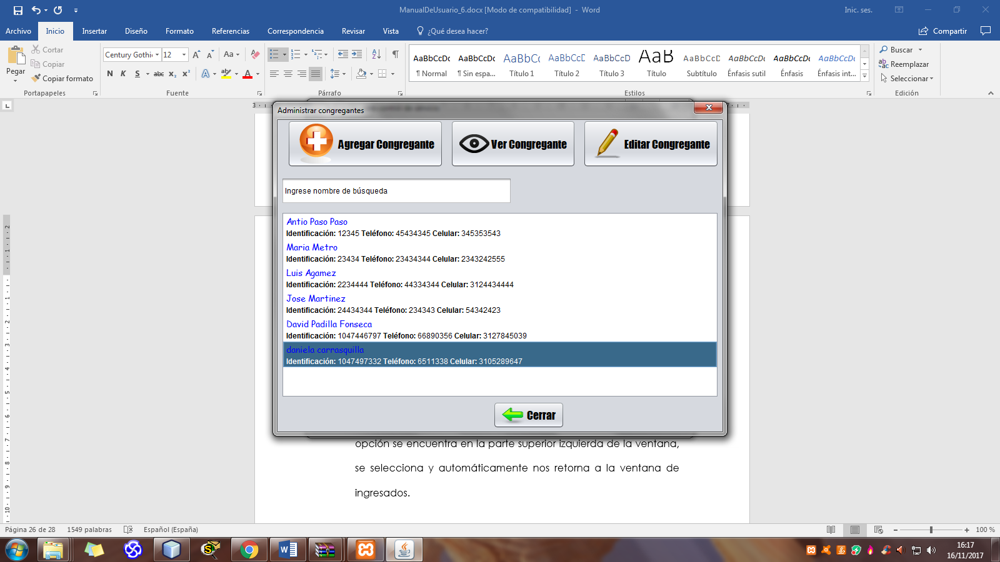 ManualDeUsuario_6.docx [Modo de compatibilidad] - Word
Inic. ses.
Archivo Inicio Insertar Diseño Formato Referencias Correspondencia Revisar Vista ¿Qué desea hacer? Compartir
Pegar
Cortar
Copiar
Copiar formato
Portapapeles
Century Gothi 12 Aa
N K S abc x₂ x² A ab A
Fuente
Párrafo
AaBbCcDc AaBbCcDc AaBbCc AaBbCcD AaBbCcD AaB AaBbCcD AaBbCcDc AaBbCcDc AaBbCcDc
¶ Normal ¶ Sin espa... Título 1 Título 2 Título 3 Título Subtítulo Énfasis sutil Énfasis Énfasis int...
Estilos
Buscar
Reemplazar
Seleccionar
Edición
Administrar congregantes
Agregar Congregante Ver Congregante Editar Congregante
Ingrese nombre de búsqueda
Antio Paso Paso
Identificación: 12345 Teléfono: 45434345 Celular: 345353543
Maria Metro
Identificación: 23434 Teléfono: 23434344 Celular: 2343242555
Luis Agamez
Identificación: 2234444 Teléfono: 44334344 Celular: 3124434444
Jose Martinez
Identificación: 24434344 Teléfono: 234343 Celular: 54342423
David Padilla Fonseca
Identificación: 1047446797 Teléfono: 66890356 Celular: 3127845039
daniela carrasquilla
Identificación: 1047497332 Teléfono: 6511338 Celular: 3105289647
Cerrar
opción se encuentra en la parte superior izquierda de la ventana,
se selecciona y automáticamente nos retorna a la ventana de
ingresados.
Página 26 de 28 1549 palabras Español (España) 100 %
16:17
16/11/2017